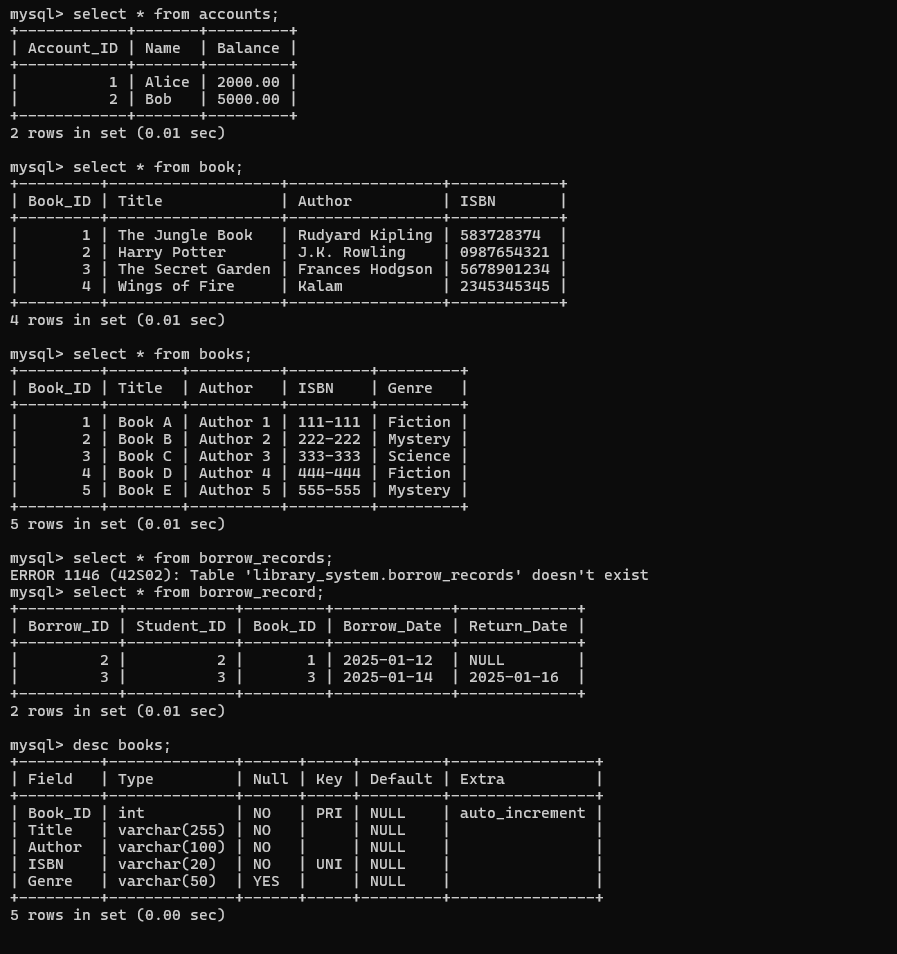 mysql> select * from accounts;
+------------+-------+---------+
| Account_ID | Name  | Balance |
+------------+-------+---------+
|          1 | Alice | 2000.00 |
|          2 | Bob   | 5000.00 |
+------------+-------+---------+
2 rows in set (0.01 sec)

mysql> select * from book;
+---------+-------------------+-----------------+------------+
| Book_ID | Title             | Author          | ISBN       |
+---------+-------------------+-----------------+------------+
|       1 | The Jungle Book   | Rudyard Kipling | 583728374  |
|       2 | Harry Potter      | J.K. Rowling    | 0987654321 |
|       3 | The Secret Garden | Frances Hodgson | 5678901234 |
|       4 | Wings of Fire     | Kalam           | 2345345345 |
+---------+-------------------+-----------------+------------+
4 rows in set (0.01 sec)

mysql> select * from books;
+---------+--------+----------+---------+---------+
| Book_ID | Title  | Author   | ISBN    | Genre   |
+---------+--------+----------+---------+---------+
|       1 | Book A | Author 1 | 111-111 | Fiction |
|       2 | Book B | Author 2 | 222-222 | Mystery |
|       3 | Book C | Author 3 | 333-333 | Science |
|       4 | Book D | Author 4 | 444-444 | Fiction |
|       5 | Book E | Author 5 | 555-555 | Mystery |
+---------+--------+----------+---------+---------+
5 rows in set (0.01 sec)

mysql> select * from borrow_records;
ERROR 1146 (42S02): Table 'library_system.borrow_records' doesn't exist
mysql> select * from borrow_record;
+-----------+------------+---------+-------------+-------------+
| Borrow_ID | Student_ID | Book_ID | Borrow_Date | Return_Date |
+-----------+------------+---------+-------------+-------------+
|         2 |          2 |       1 | 2025-01-12  | NULL        |
|         3 |          3 |       3 | 2025-01-14  | 2025-01-16  |
+-----------+------------+---------+-------------+-------------+
2 rows in set (0.01 sec)

mysql> desc books;
+---------+--------------+------+-----+---------+----------------+
| Field   | Type         | Null | Key | Default | Extra          |
+---------+--------------+------+-----+---------+----------------+
| Book_ID | int          | NO   | PRI | NULL    | auto_increment |
| Title   | varchar(255) | NO   |     | NULL    |                |
| Author  | varchar(100) | NO   |     | NULL    |                |
| ISBN    | varchar(20)  | NO   | UNI | NULL    |                |
| Genre   | varchar(50)  | YES  |     | NULL    |                |
+---------+--------------+------+-----+---------+----------------+
5 rows in set (0.00 sec)